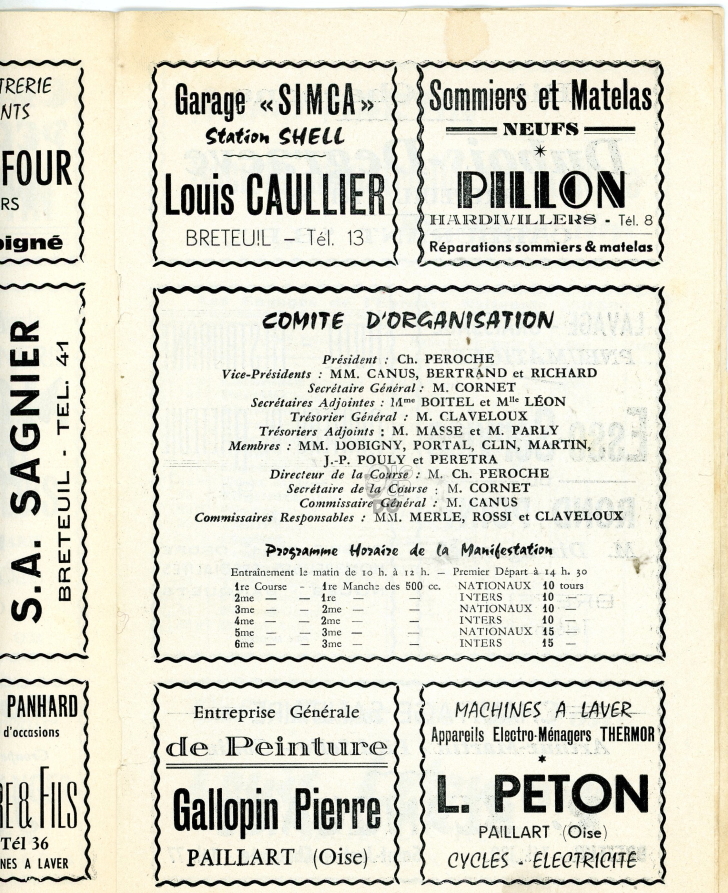 TRERIE
NTS
FOUR
RS
oigné
S.A. SAGNIER
BRETEUIL - TEL. 41
PANHARD
d'occasions
RE & FILS
Tél 36
NES A LAVER
Garage «SIMCA»
Station SHELL
Louis CAULLIER
BRETEUIL – Tél. 13
Sommiers et Matelas
NEUFS
PILLON
HARDIVILLERS - Tél. 8
Réparations sommiers & matelas
COMITE D'ORGANISATION
Président : Ch. PEROCHE
Vice-Présidents : MM. CANUS, BERTRAND et RICHARD
Secrétaire Général : M. CORNET
Secrétaires Adjointes : Mme BOITEL et Mlle LÉON
Trésorier Général : M. CLAVELOUX
Trésoriers Adjoints : M. MASSE et M. PARLY
Membres : MM. DOBIGNY, PORTAL, CLIN, MARTIN,
J.-P. POULY et PERETRA
Directeur de la Course : M. Ch. PEROCHE
Secrétaire de la Course : M. CORNET
Commissaire Général : M. CANUS
Commissaires Responsables : MM. MERLE, ROSSI et CLAVELOUX
Programme Horaire de la Manifestation
Entraînement le matin de 10 h. à 12 h. – Premier Départ à 14 h. 30
1re Course – 1re Manche des 500 cc. NATIONAUX 10 tours
2me — — 1re — — INTERS 10 —
3me — — 2me — — NATIONAUX 10 —
4me — — 2me — — INTERS 10 —
5me — — 3me — — NATIONAUX 15 —
6me — — 3me — — INTERS 15 —
Entreprise Générale
de Peinture
Gallopin Pierre
PAILLART (Oise)
MACHINES A LAVER
Appareils Electro-Ménagers THERMOR
L. PETON
PAILLART (Oise)
CYCLES - ELECTRICITE